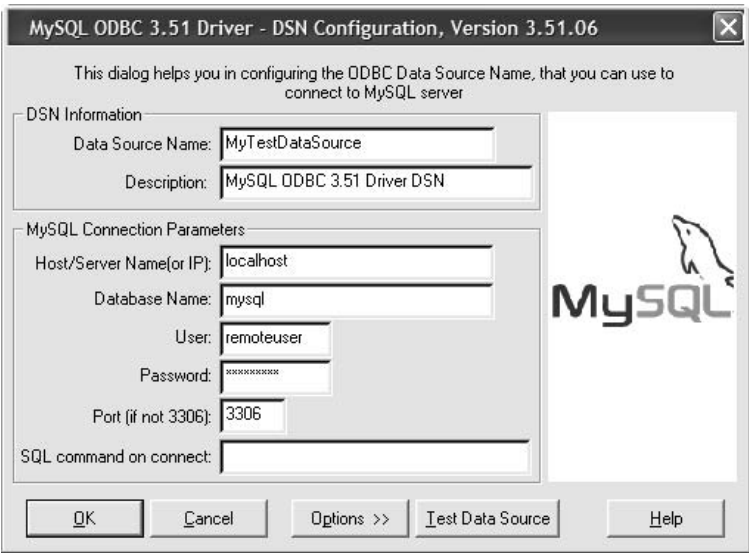 MySQL ODBC 3.51 Driver - DSN Configuration, Version 3.51.06
This dialog helps you in configuring the ODBC Data Source Name, that you can use to
connect to MySQL server
DSN Information
Data Source Name: MyTestDataSource
Description: MySQL ODBC 3.51 Driver DSN
MySQL Connection Parameters
Host/Server Name(or IP): localhost
Database Name: mysql
User: remoteuser
Password: *********
Port (if not 3306): 3306
SQL command on connect:
MySQL
OK Cancel Options >> Test Data Source Help